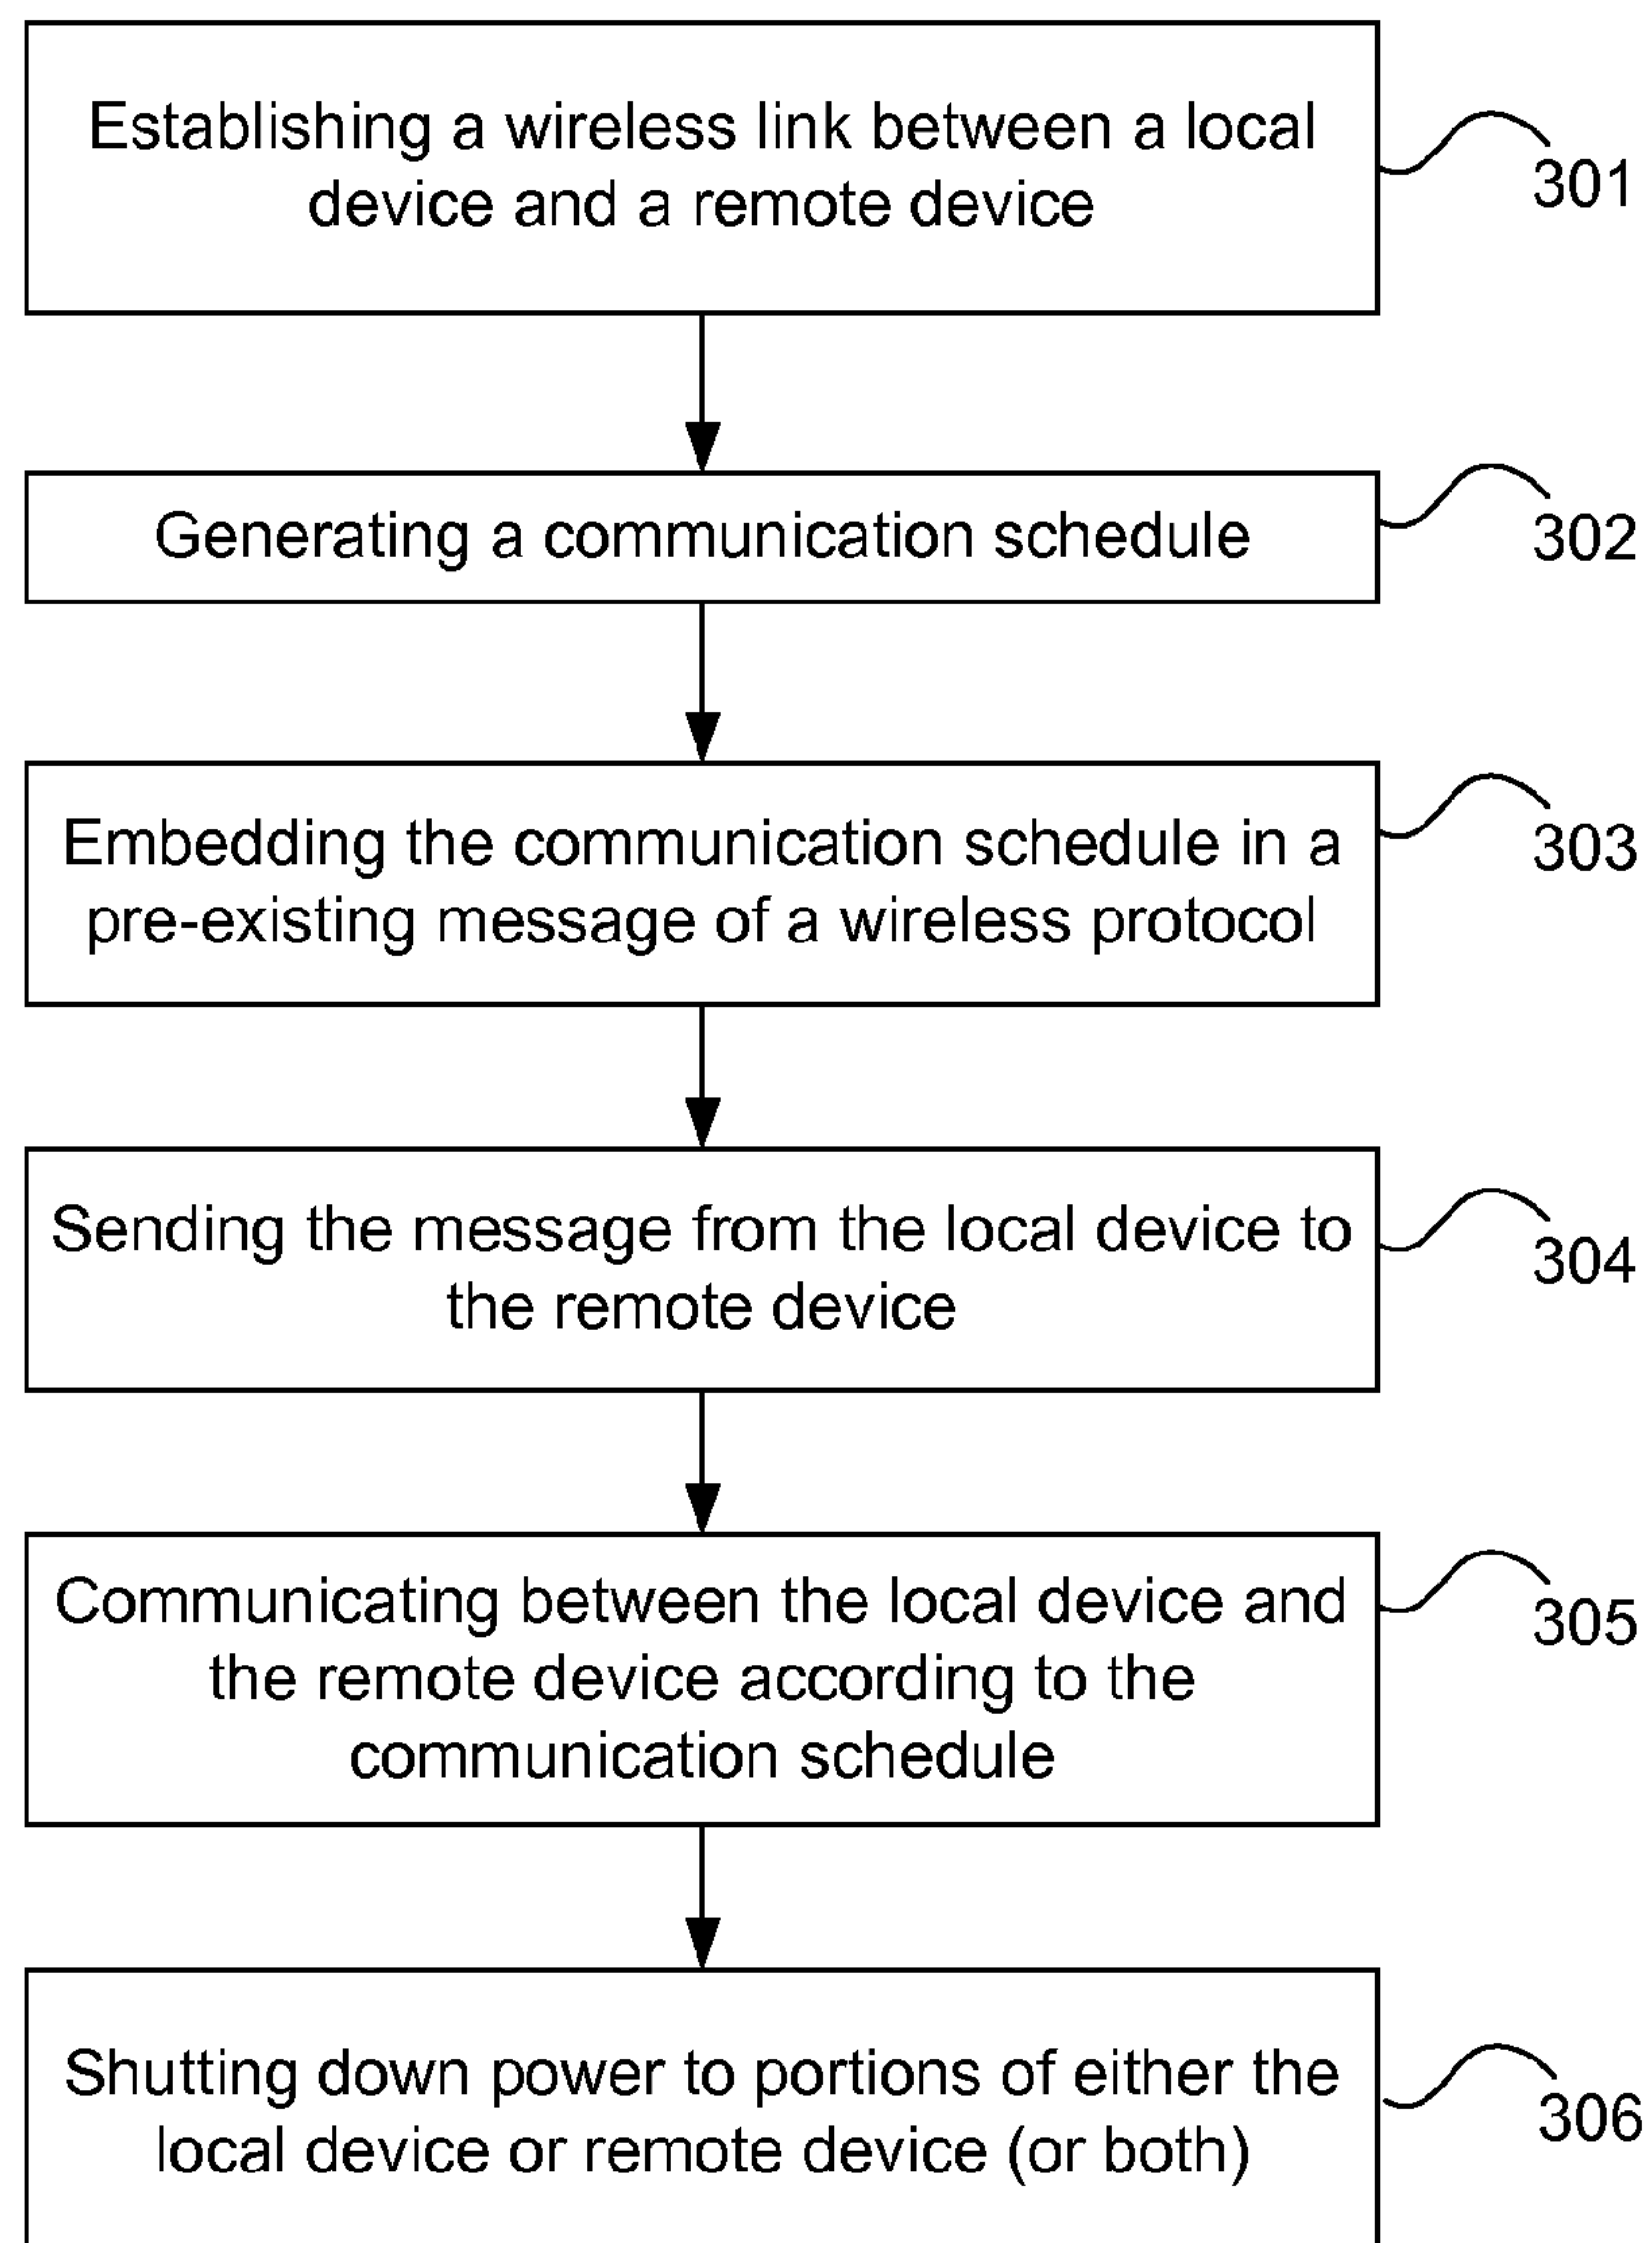 Establishing a wireless link between a local
device and a remote device
301
Generating a communication schedule
302
Embedding the communication schedule in a
pre-existing message of a wireless protocol
303
Sending the message from the local device to
the remote device
304
Communicating between the local device and
the remote device according to the
communication schedule
305
Shutting down power to portions of either the
local device or remote device (or both)
306